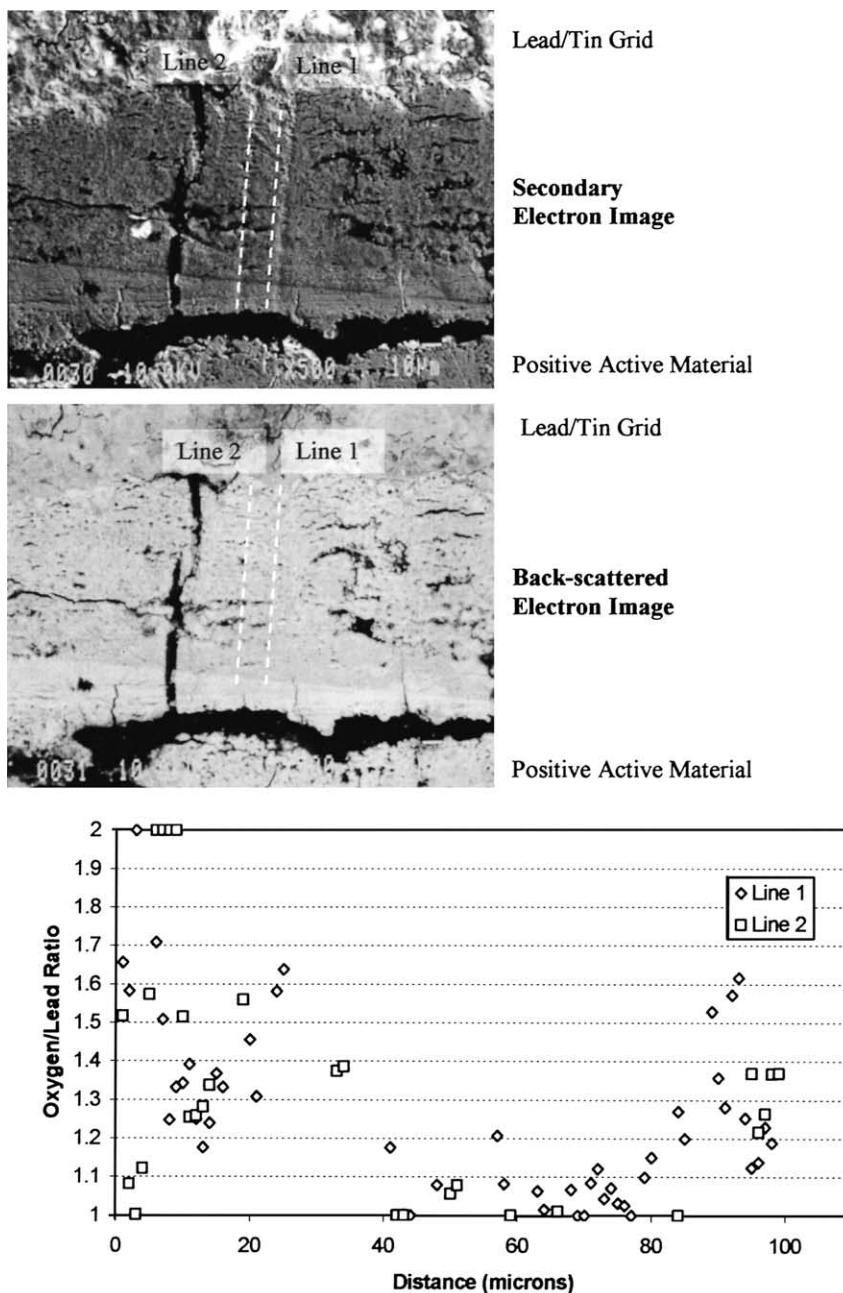 Lead/Tin Grid
Line 2
Line 1
Secondary
Electron Image
Positive Active Material
0030 10.0KV X500 10μm
Lead/Tin Grid
Line 2
Line 1
Back-scattered
Electron Image
Positive Active Material
0031 10
2
1.9
1.8
1.7
1.6
1.5
1.4
1.3
1.2
1.1
1
Oxygen/Lead Ratio
Line 1
Line 2
0
20
40
60
80
100
Distance (microns)